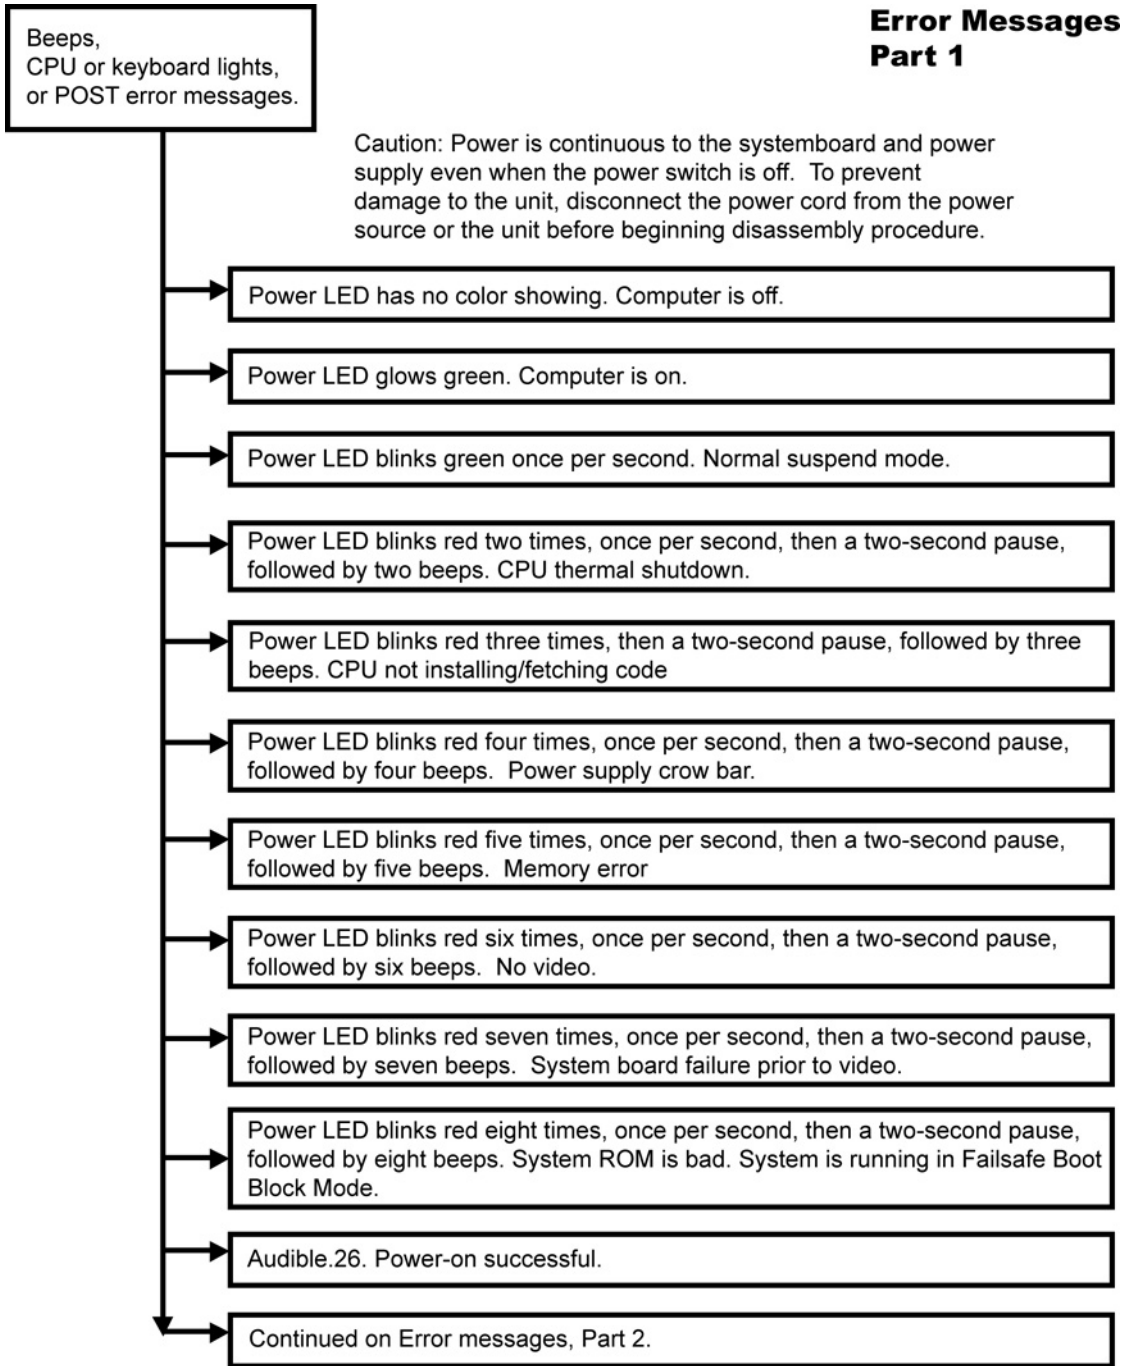 Error Messages
Part 1
Beeps,
CPU or keyboard lights,
or POST error messages.
Caution: Power is continuous to the systemboard and power
supply even when the power switch is off. To prevent
damage to the unit, disconnect the power cord from the power
source or the unit before beginning disassembly procedure.
Power LED has no color showing. Computer is off.
Power LED glows green. Computer is on.
Power LED blinks green once per second. Normal suspend mode.
Power LED blinks red two times, once per second, then a two-second pause,
followed by two beeps. CPU thermal shutdown.
Power LED blinks red three times, then a two-second pause, followed by three
beeps. CPU not installing/fetching code
Power LED blinks red four times, once per second, then a two-second pause,
followed by four beeps. Power supply crow bar.
Power LED blinks red five times, once per second, then a two-second pause,
followed by five beeps. Memory error
Power LED blinks red six times, once per second, then a two-second pause,
followed by six beeps. No video.
Power LED blinks red seven times, once per second, then a two-second pause,
followed by seven beeps. System board failure prior to video.
Power LED blinks red eight times, once per second, then a two-second pause,
followed by eight beeps. System ROM is bad. System is running in Failsafe Boot
Block Mode.
Audible.26. Power-on successful.
Continued on Error messages, Part 2.